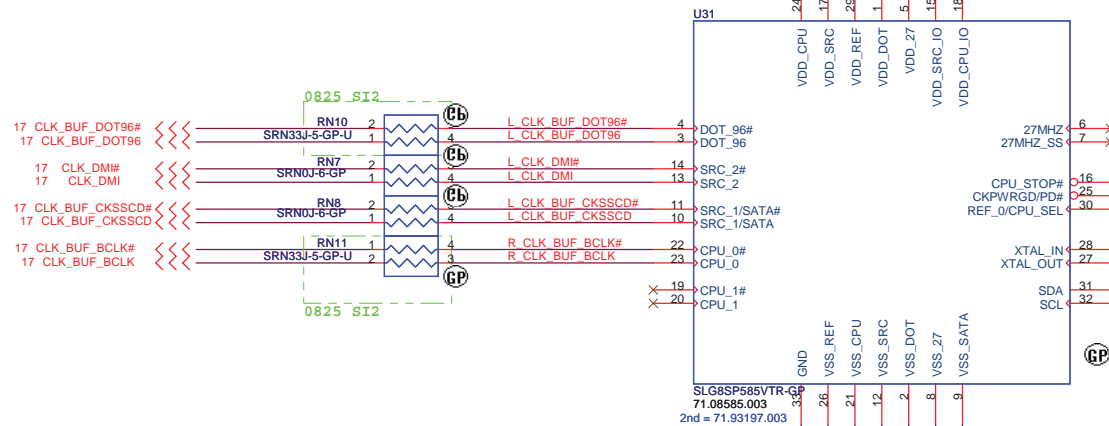 U31
24 17 29 1 5 15 18
VDD_CPU VDD_SRC VDD_REF VDD_DOT VDD_27 VDD_SRC_IO VDD_CPU_IO
0825 SI2
17 CLK_BUF_DOT96# RN10 2 L_CLK_BUF_DOT96# 4 DOT_96# 27MHZ 6
17 CLK_BUF_DOT96 SRN33J-5-GP-U 1 4 L_CLK_BUF_DOT96 3 DOT_96 27MHZ_SS 7
17 CLK_DMI# RN7 2 L_CLK_DMI# 14 SRC_2#
17 CLK_DMI SRN0J-6-GP 1 4 L_CLK_DMI 13 SRC_2 CPU_STOP# 16
CKPWRGD/PD# 25
17 CLK_BUF_CKSSCD# RN8 2 L_CLK_BUF_CKSSCD# 11 SRC_1/SATA# REF_0/CPU_SEL 30
17 CLK_BUF_CKSSCD SRN0J-6-GP 1 4 L_CLK_BUF_CKSSCD 10 SRC_1/SATA
17 CLK_BUF_BCLK# RN11 1 4 R_CLK_BUF_BCLK# 22 CPU_0# XTAL_IN 28
17 CLK_BUF_BCLK SRN33J-5-GP-U 2 3 R_CLK_BUF_BCLK 23 CPU_0 XTAL_OUT 27
GP
19 CPU_1# SDA 31
20 CPU_1 SCL 32
0825 SI2
GND VSS_REF VSS_CPU VSS_SRC VSS_DOT VSS_27 VSS_SATA
GP
SLG8SP585VTR-GP
33 26 21 12 2 8 9
71.08585.003
2nd = 71.93197.003